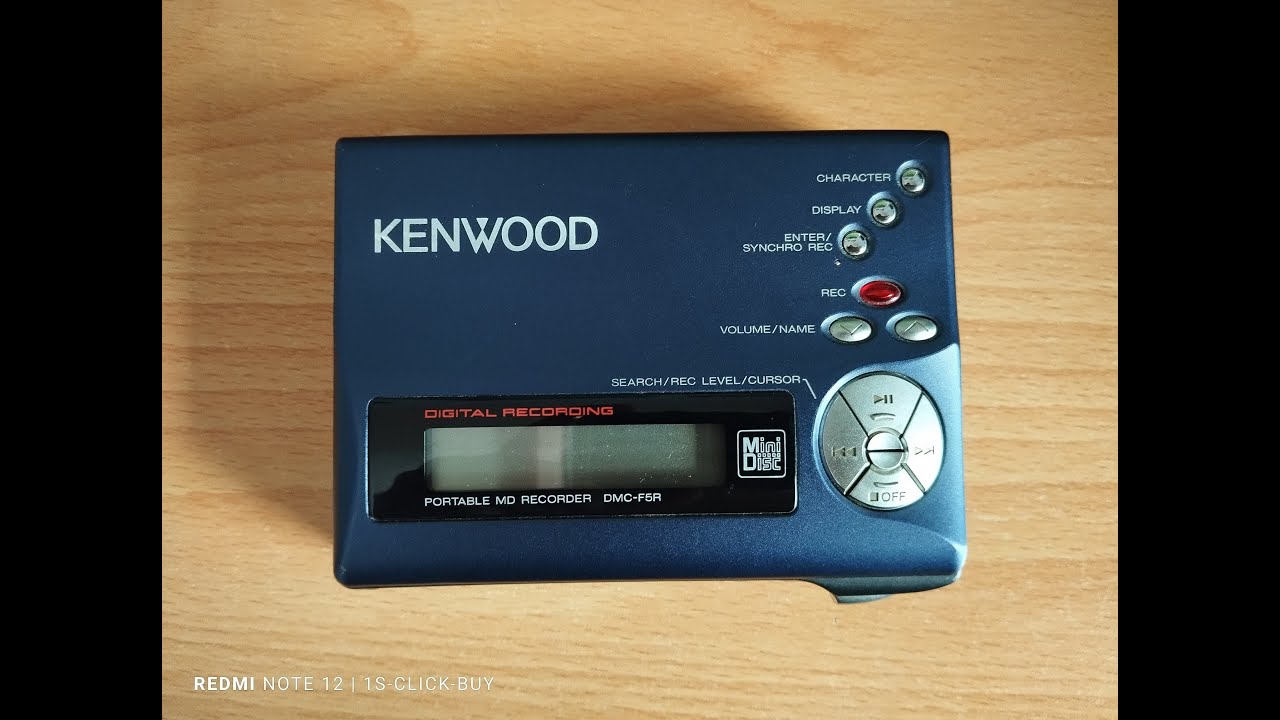 CHARACTER
KENWOOD
DISPLAY
ENTER/
SYNCHRO REC
REC
VOLUME/NAME
SEARCH/REC LEVEL/CURSOR
DIGITAL RECORDING
Mini
Disc
PORTABLE MD RECORDER DMC-F5R
OFF
REDMI NOTE 12 | 1S-CLICK-BUY